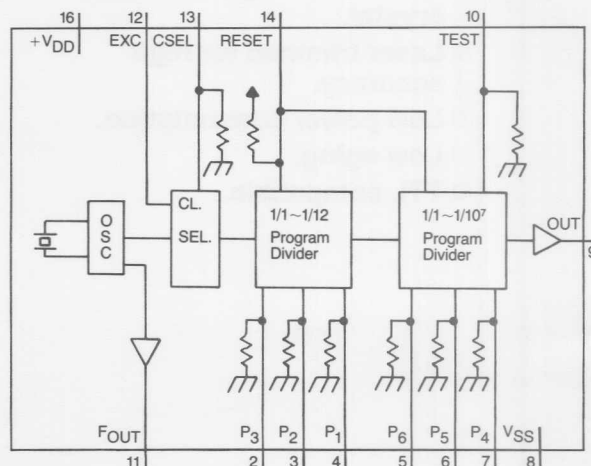 16 12 13 14 10
+VDD EXC CSEL RESET TEST
CL.
SEL.
OSC
1/1~1/12
Program
Divider
1/1~1/10⁷
Program
Divider
OUT
9
FOUT P3 P2 P1 P6 P5 P4 VSS
11 2 3 4 5 6 7 8